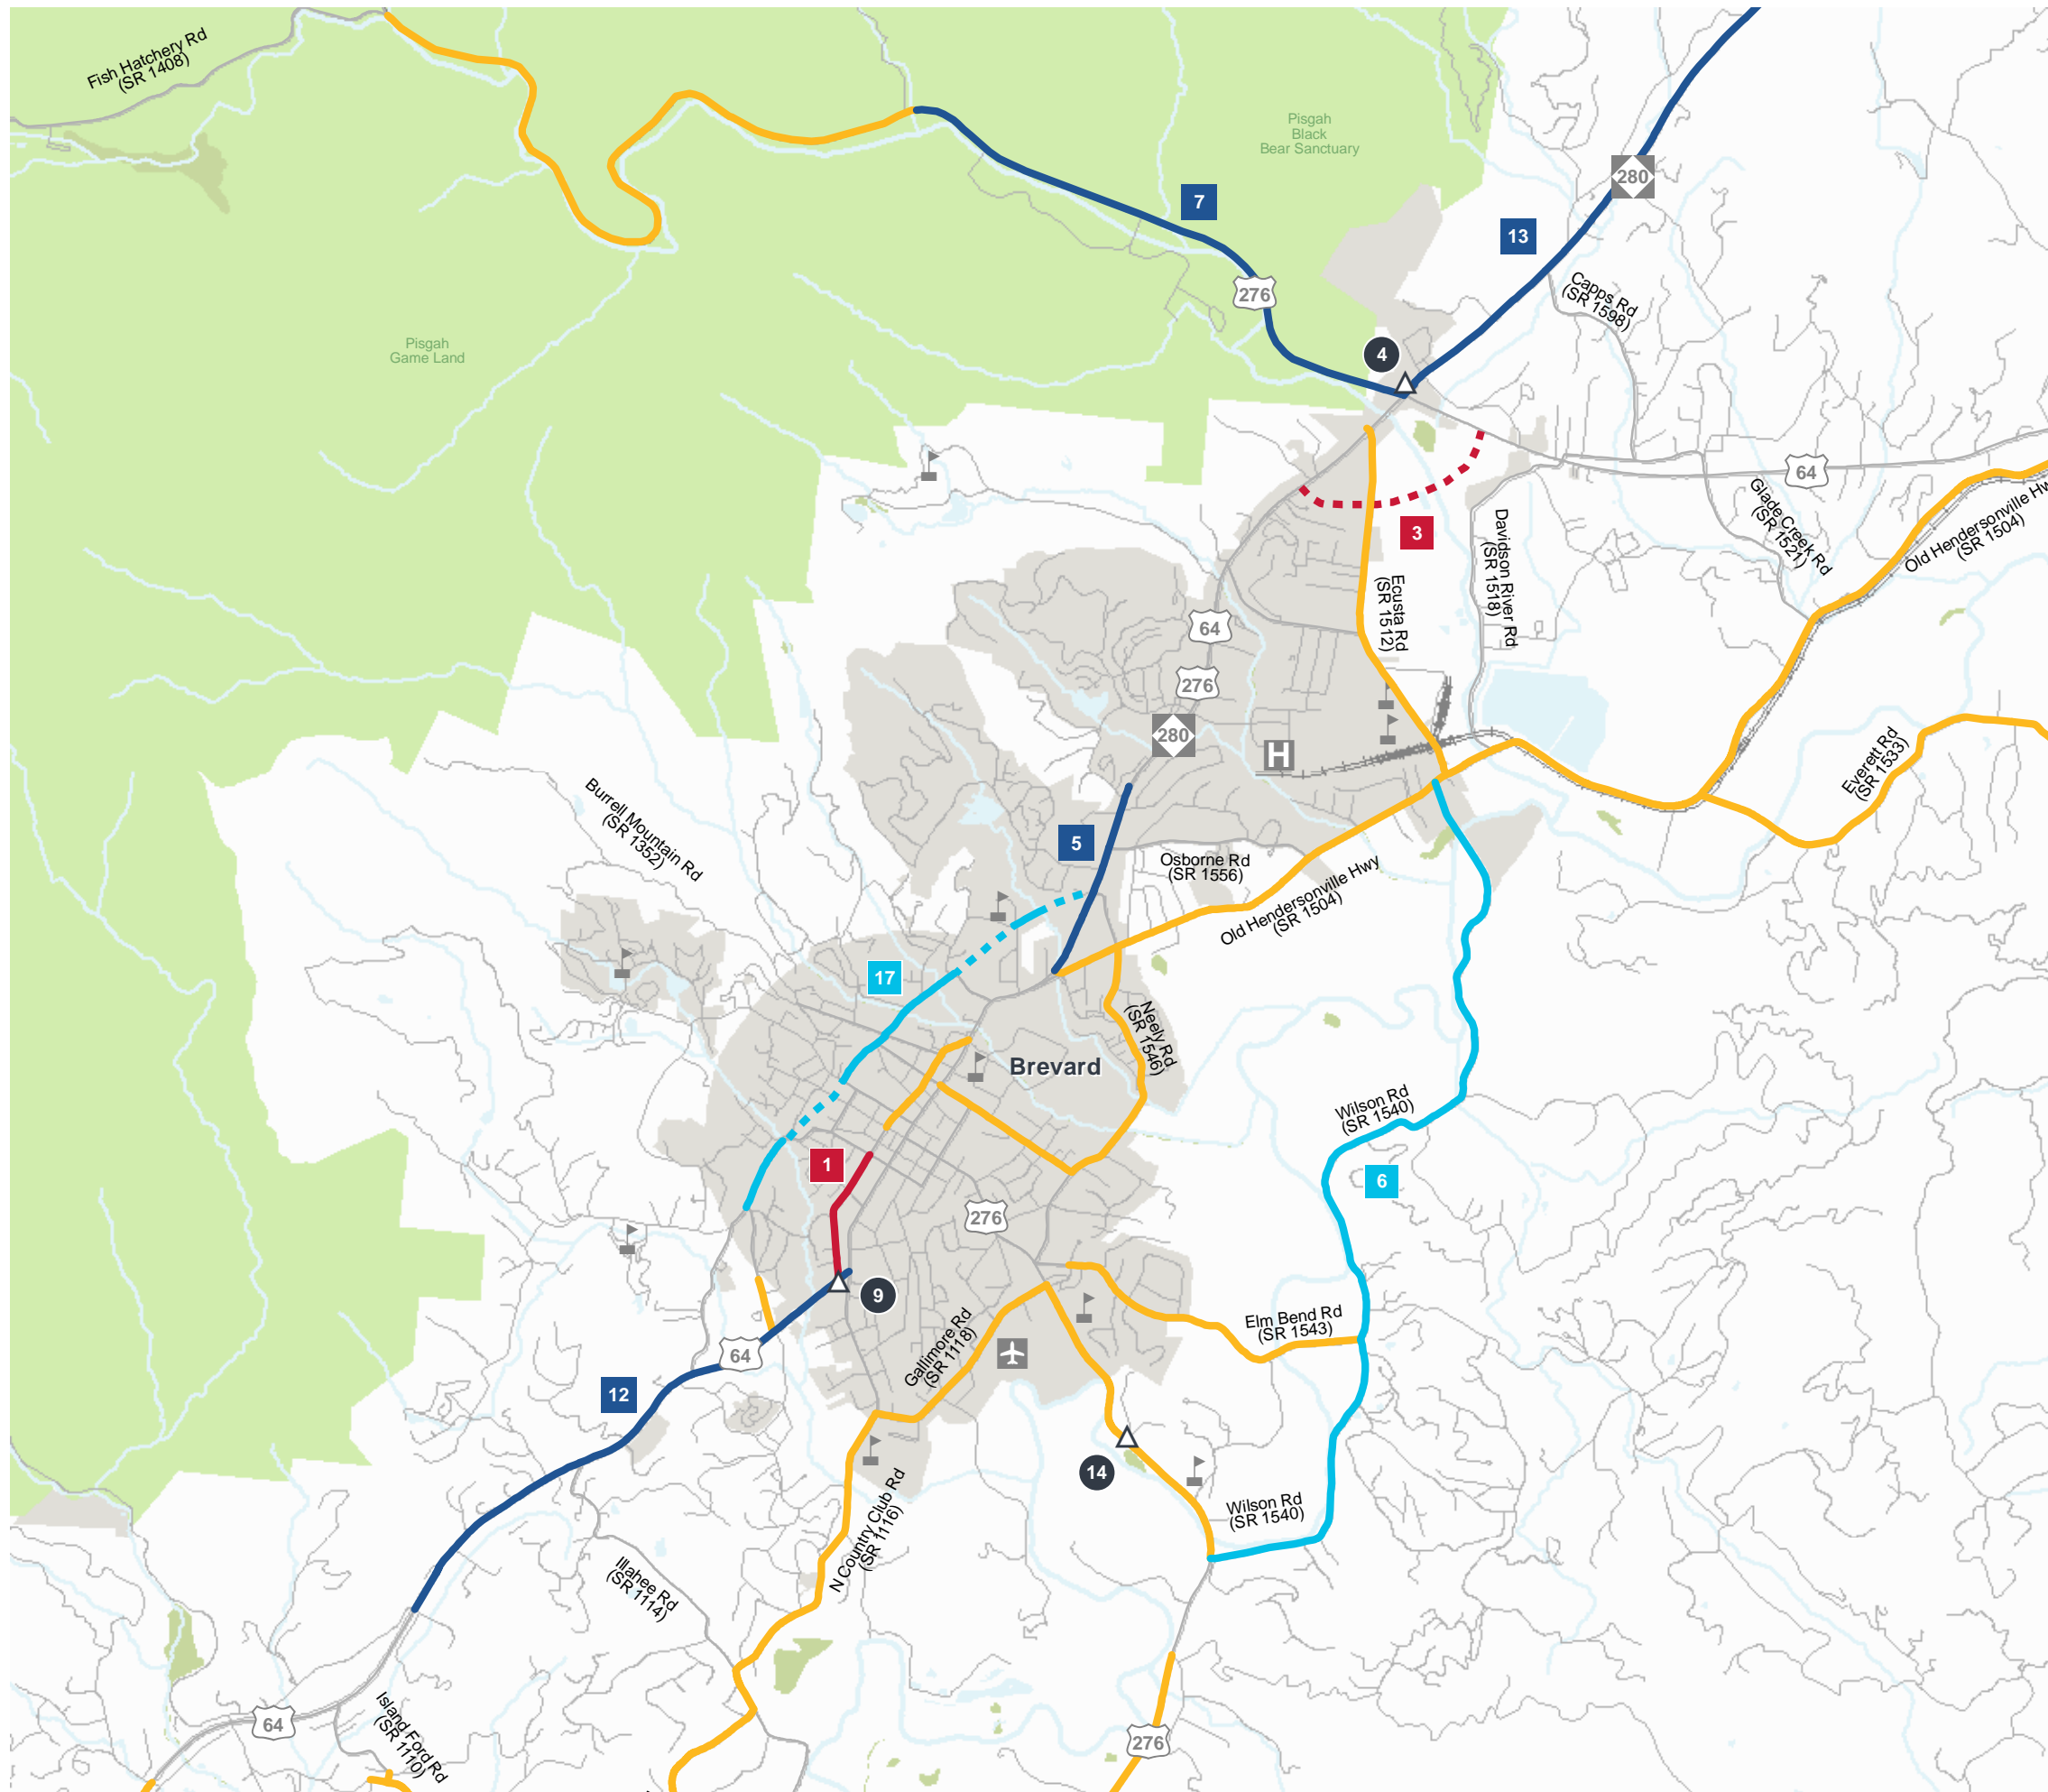 Fish Hatchery Rd
(SR 1408)
Pisgah
Black
Bear Sanctuary
280
7
13
276
Capps Rd
(SR 1598)
Pisgah
Game Land
4
64
3
Glade Creek Rd
(SR 1521)
Old Hendersonville Hw
(SR 1504)
Davidson River Rd
(SR 1518)
Ecusta Rd
(SR 1512)
64
276
280
H
Everett Rd
(SR 1533)
Burrell Mountain Rd
(SR 1352)
5
Osborne Rd
(SR 1556)
Old Hendersonville Hwy
(SR 1504)
17
Neely Rd
(SR 1546)
Brevard
Wilson Rd
(SR 1540)
1
6
276
9
Elm Bend Rd
(SR 1543)
Gallimore Rd
(SR 1118)
64
12
14
N Country Club Rd
(SR 1116)
Wilson Rd
(SR 1540)
Illahee Rd
(SR 1114)
Island Ford Rd
(SR 1110)
64
276